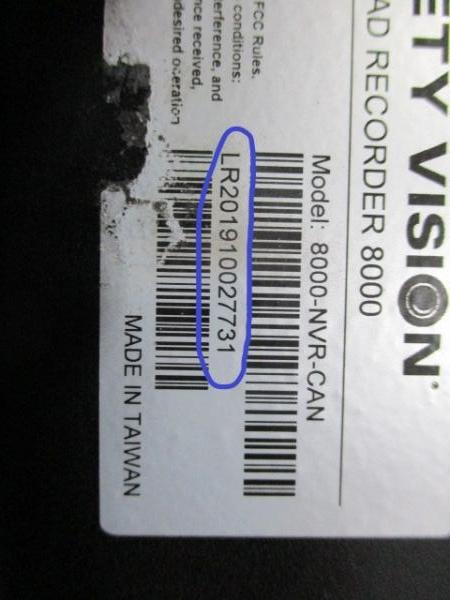 ETY VISION
AD RECORDER 8000
Model: 8000-NVR-CAN
LR201910027731
MADE IN TAIWAN
FCC Rules.
conditions:
erference, and
nce received,
desired operation